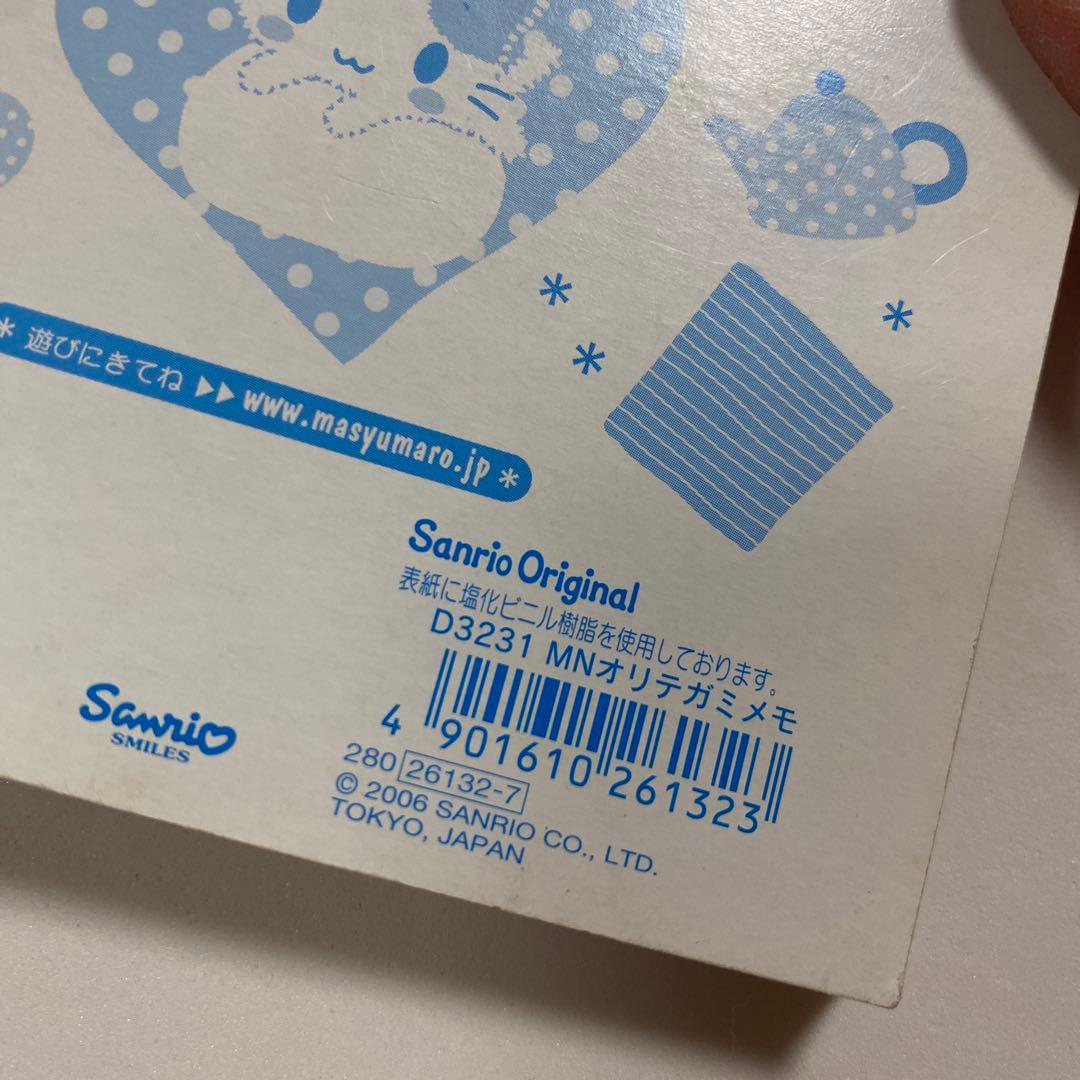 * 遊びにきてね ▶▶ www.masyumaro.jp *
Sanrio Original
表紙に塩化ビニル樹脂を使用しております。
D3231 MNオリテガミメモ
4 901610 261323
280 26132-7
© 2006 SANRIO CO., LTD.
TOKYO, JAPAN
Sanrio
SMILES